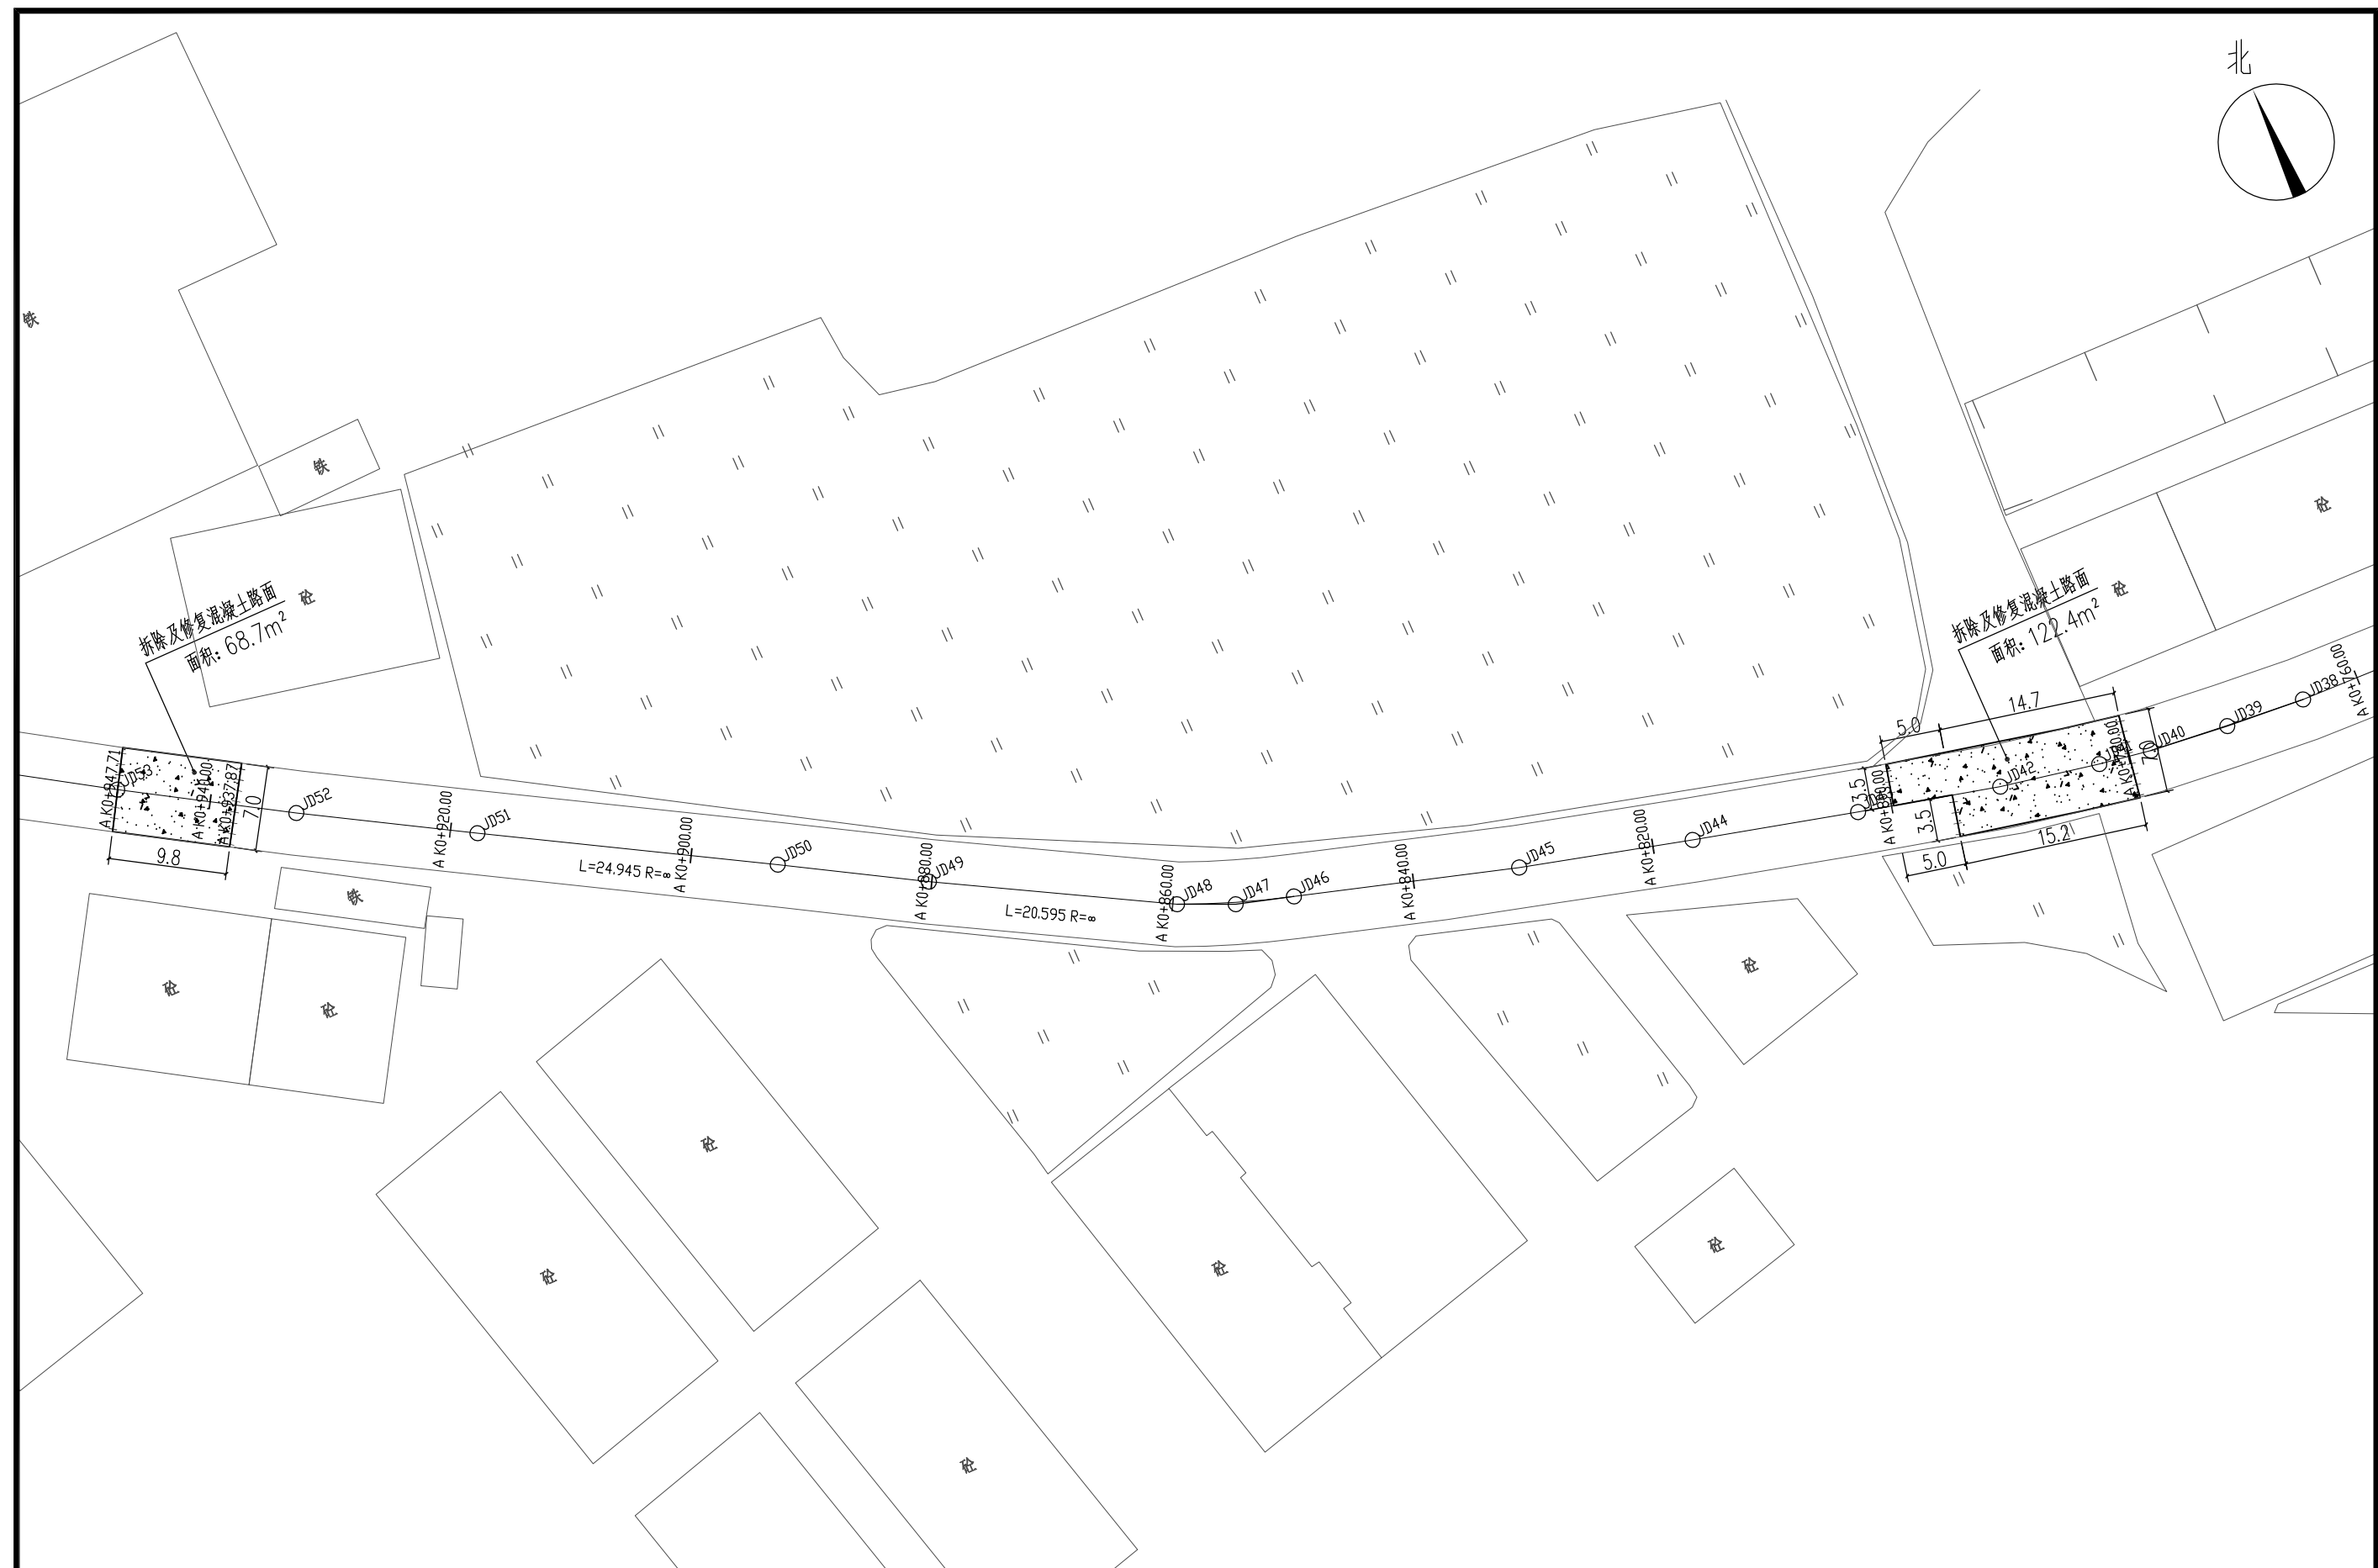 北
铁
铁
砼
拆除及修复混凝土路面
面积: 68.7m²
砼
砼
拆除及修复混凝土路面
面积: 122.4m²
A K0+760.00
JD38
JD39
JD40
14.7
5.0
7.0
JD42
3.5
3.5
15.2
5.0
JD44
A K0+820.00
JD45
A K0+840.00
JD46
JD47
JD48
A K0+860.00
L=20.595 R=∞
JD49
A K0+880.00
JD50
A K0+900.00
L=24.945 R=∞
JD51
A K0+920.00
JD52
7.0
A K0+937.87
A K0+940.00
JD53
A K0+947.71
9.8
铁
砼
砼
砼
砼
砼
砼
砼
砼